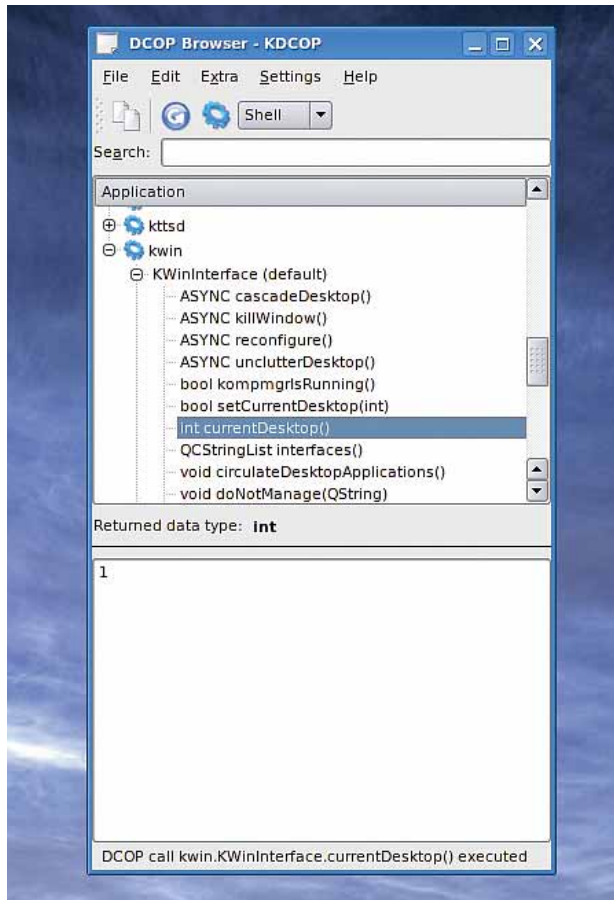 DCOP Browser - KDCOP
File Edit Extra Settings Help
Shell
Search:
Application
kttsd
kwin
KWinInterface (default)
ASYNC cascadeDesktop()
ASYNC killWindow()
ASYNC reconfigure()
ASYNC unclutterDesktop()
bool kompmgrIsRunning()
bool setCurrentDesktop(int)
int currentDesktop()
QCStringList interfaces()
void circulateDesktopApplications()
void doNotManage(QString)
Returned data type: int
1
DCOP call kwin.KWinInterface.currentDesktop() executed